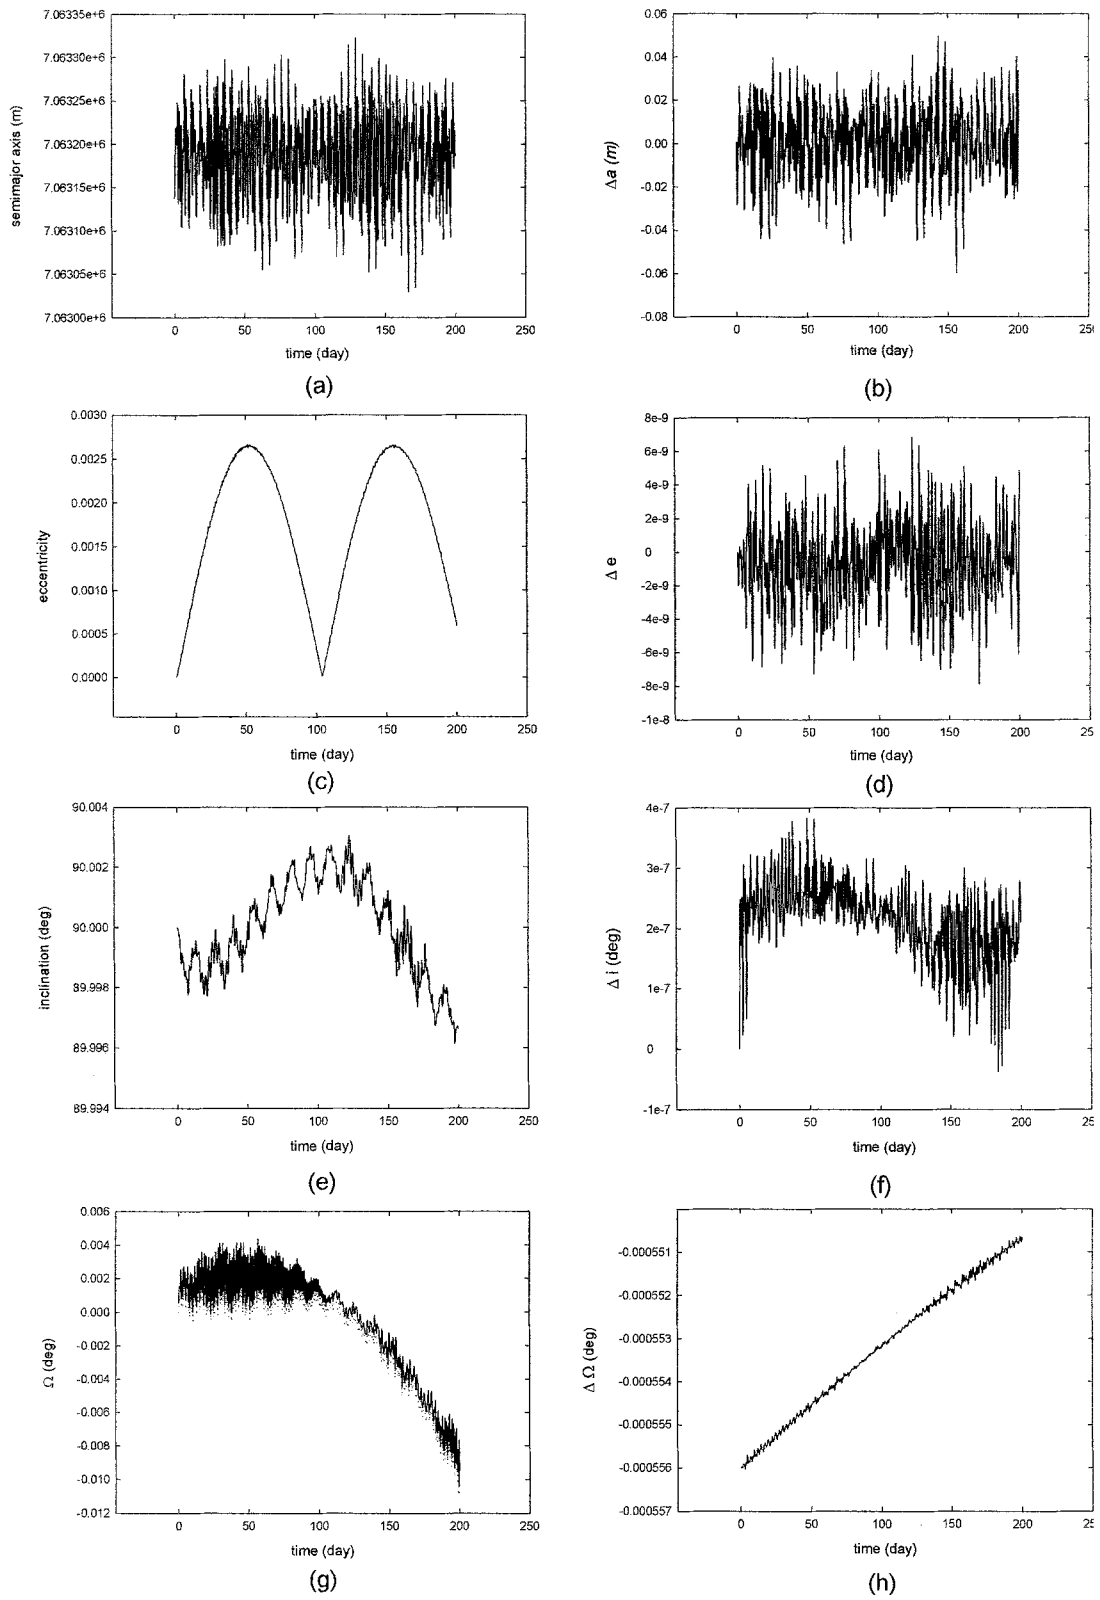 7.06335e+6
7.06330e+6
7.06325e+6
7.06320e+6
7.06315e+6
7.06310e+6
7.06305e+6
7.06300e+6
semimajor axis (m)
0 50 100 150 200 250
time (day)
(a)
0.06
0.04
0.02
0.00
-0.02
-0.04
-0.06
-0.08
Δa (m)
0 50 100 150 200 250
time (day)
(b)
0.0030
0.0025
0.0020
0.0015
0.0010
0.0005
0.0000
eccentricity
0 50 100 150 200 250
time (day)
(c)
8e-9
6e-9
4e-9
2e-9
0
-2e-9
-4e-9
-6e-9
-8e-9
-1e-8
Δ e
0 50 100 150 200 250
time (day)
(d)
90.004
90.002
90.000
89.998
89.996
89.994
inclination (deg)
0 50 100 150 200 250
time (day)
(e)
4e-7
3e-7
2e-7
1e-7
0
-1e-7
Δ i (deg)
0 50 100 150 200 250
time (day)
(f)
0.006
0.004
0.002
0.000
-0.002
-0.004
-0.006
-0.008
-0.010
-0.012
Ω (deg)
0 50 100 150 200 250
time (day)
(g)
-0.000551
-0.000552
-0.000553
-0.000554
-0.000555
-0.000556
-0.000557
Δ Ω (deg)
0 50 100 150 200 250
time (day)
(h)